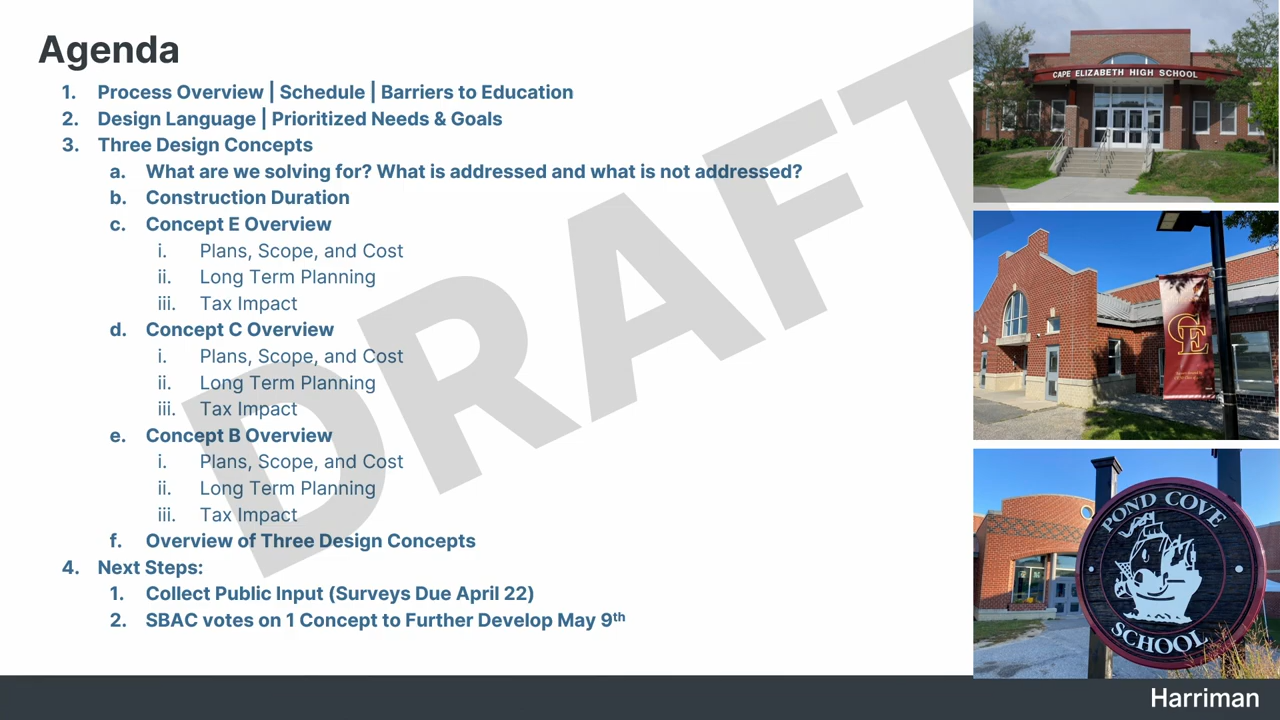 Agenda
1. Process Overview | Schedule | Barriers to Education
2. Design Language | Prioritized Needs & Goals
3. Three Design Concepts
a. What are we solving for? What is addressed and what is not addressed?
b. Construction Duration
c. Concept E Overview
i. Plans, Scope, and Cost
ii. Long Term Planning
iii. Tax Impact
d. Concept C Overview
i. Plans, Scope, and Cost
ii. Long Term Planning
iii. Tax Impact
e. Concept B Overview
i. Plans, Scope, and Cost
ii. Long Term Planning
iii. Tax Impact
f. Overview of Three Design Concepts
4. Next Steps:
1. Collect Public Input (Surveys Due April 22)
2. SBAC votes on 1 Concept to Further Develop May 9th
DRAFT
CAPE ELIZABETH HIGH SCHOOL
CE
POND COVE
SCHOOL
Harriman